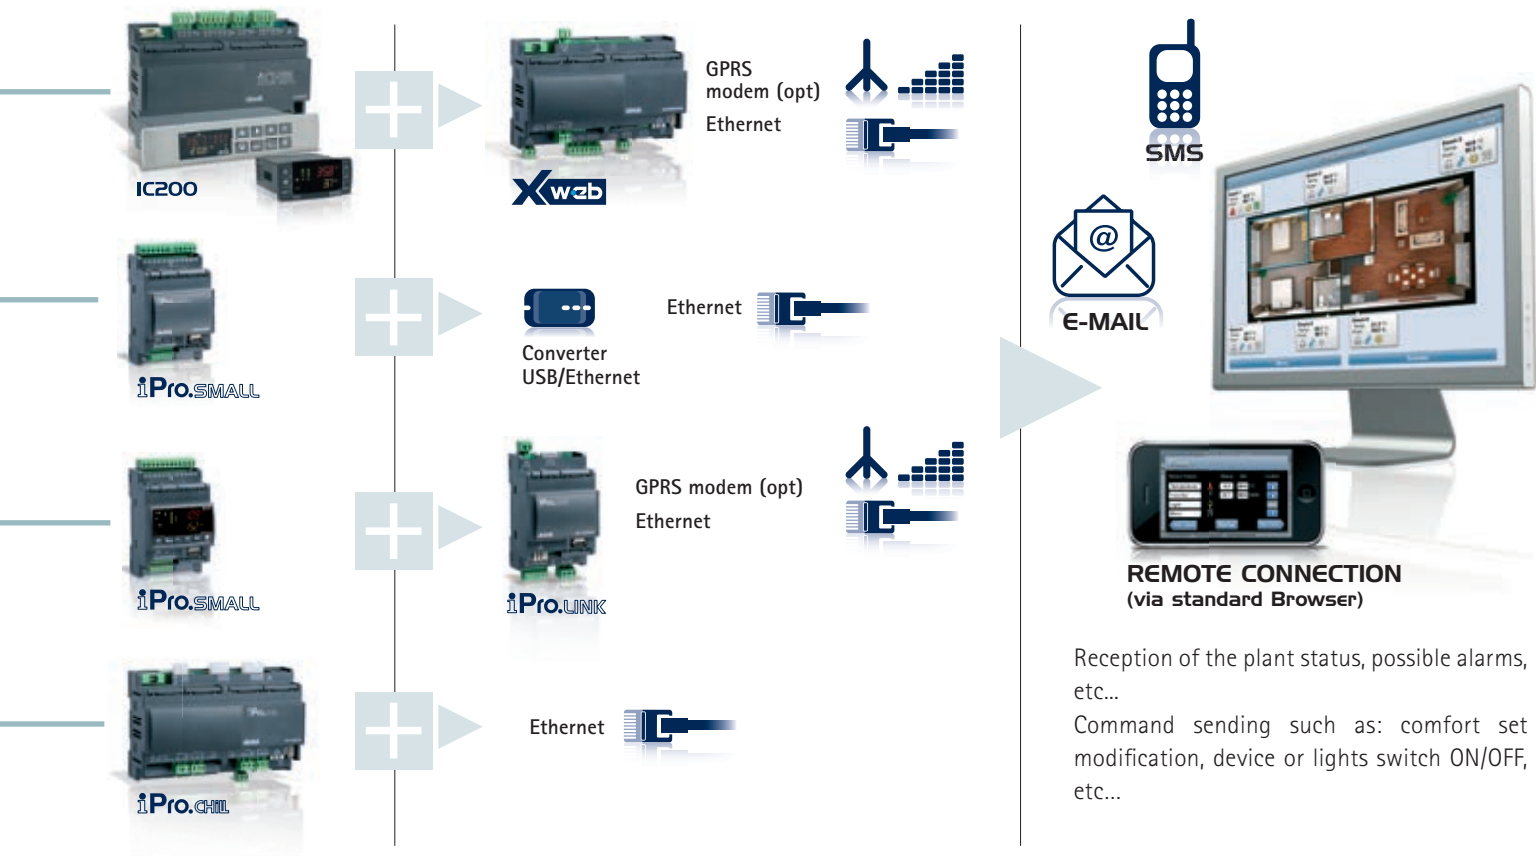 IC200
GPRS
modem (opt)
Ethernet
Xweb
iPro.SMALL
Converter
USB/Ethernet
Ethernet
iPro.SMALL
iPro.LINK
GPRS modem (opt)
Ethernet
iPro.CHILL
Ethernet
SMS
@
E-MAIL
REMOTE CONNECTION
(via standard Browser)
Reception of the plant status, possible alarms,
etc...
Command sending such as: comfort set
modification, device or lights switch ON/OFF,
etc...